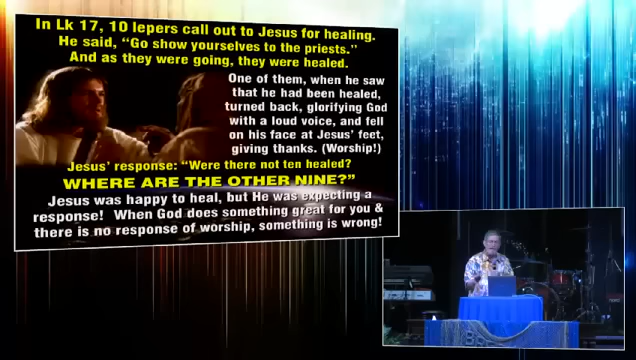 In Lk 17, 10 lepers call out to Jesus for healing.
He said, "Go show yourselves to the priests."
And as they were going, they were healed.
One of them, when he saw
that he had been healed,
turned back, glorifying God
with a loud voice, and fell
on his face at Jesus' feet,
giving thanks. (Worship!)
Jesus' response: "Were there not ten healed?
WHERE ARE THE OTHER NINE?"
Jesus was happy to heal, but He was expecting a
response! When God does something great for you &
there is no response of worship, something is wrong!